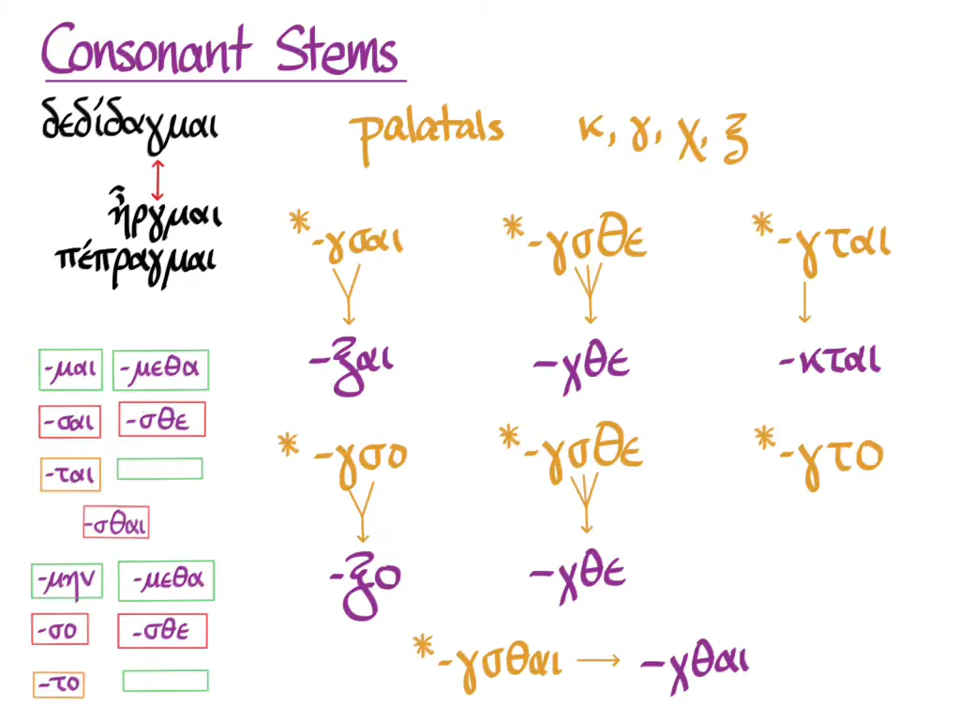 Consonant Stems
δεδίδαγμαι
palatals κ, γ, χ, ξ
ἦργμαι
πέπραγμαι
*-γσαι *-γσθε *-γται
-ξαι -χθε -κται
*-γσο *-γσθε *-γτο
-ξο -χθε
*-γσθαι → -χθαι
-μαι -μεθα
-σαι -σθε
-ται
-σθαι
-μην -μεθα
-σο -σθε
-το